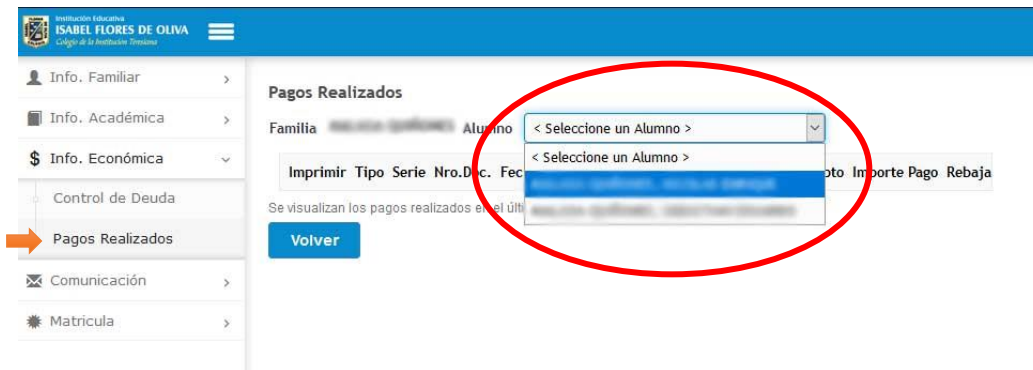 Institución Educativa
ISABEL FLORES DE OLIVA
Colegio de la Institución Teresiana
Info. Familiar
Info. Académica
$ Info. Económica
Control de Deuda
Pagos Realizados
Comunicación
Matricula
Pagos Realizados
Familia Alumno < Seleccione un Alumno >
< Seleccione un Alumno >
Imprimir Tipo Serie Nro.Doc. Fec pto Importe Pago Rebaja
Se visualizan los pagos realizados en el últ
Volver